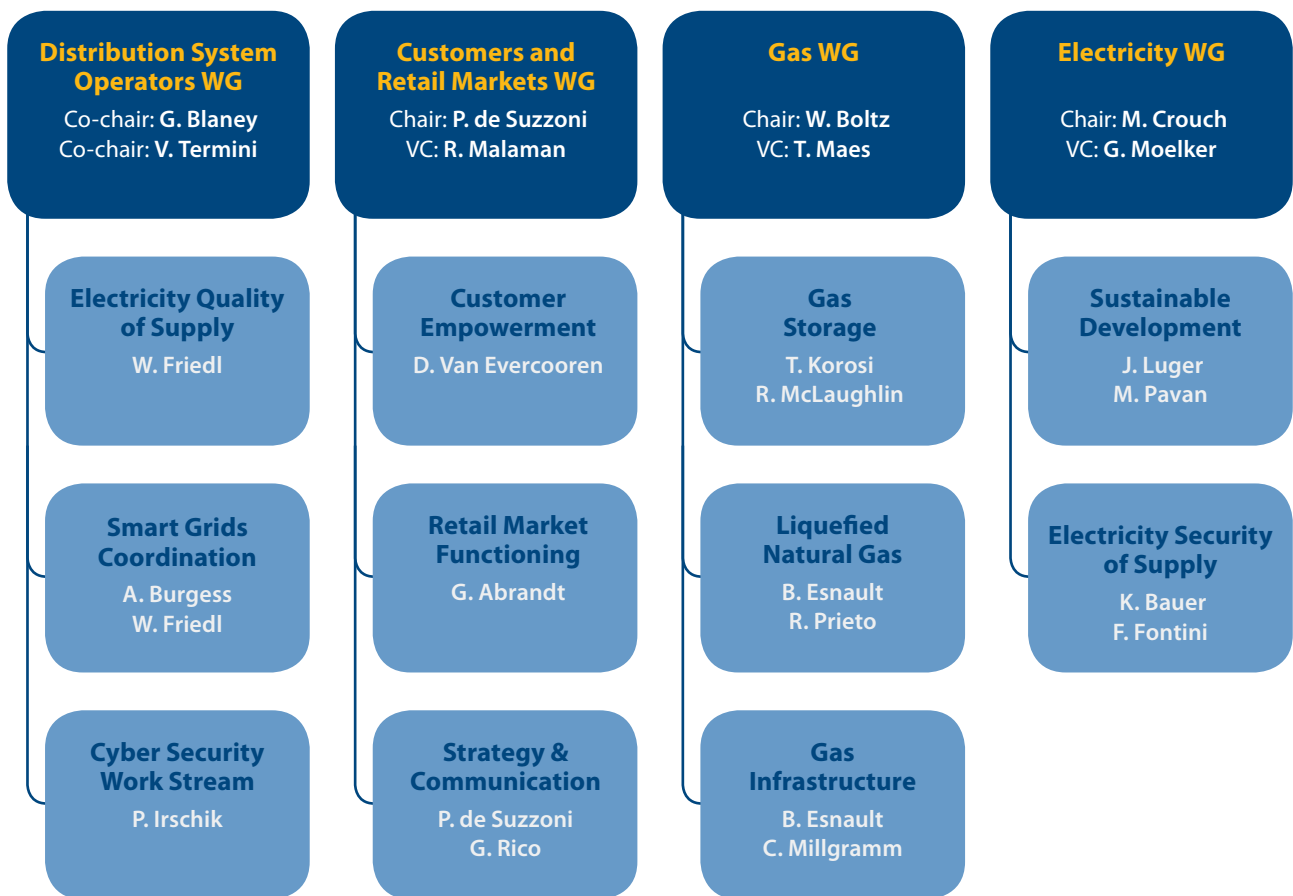 Distribution System
Operators WG
Co-chair: G. Blaney
Co-chair: V. Termini
Electricity Quality
of Supply
W. Friedl
Smart Grids
Coordination
A. Burgess
W. Friedl
Cyber Security
Work Stream
P. Irschik
Customers and
Retail Markets WG
Chair: P. de Suzzoni
VC: R. Malaman
Customer
Empowerment
D. Van Evercooren
Retail Market
Functioning
G. Abrandt
Strategy &
Communication
P. de Suzzoni
G. Rico
Gas WG
Chair: W. Boltz
VC: T. Maes
Gas
Storage
T. Korosi
R. McLaughlin
Liquefied
Natural Gas
B. Esnault
R. Prieto
Gas
Infrastructure
B. Esnault
C. Millgramm
Electricity WG
Chair: M. Crouch
VC: G. Moelker
Sustainable
Development
J. Luger
M. Pavan
Electricity Security
of Supply
K. Bauer
F. Fontini